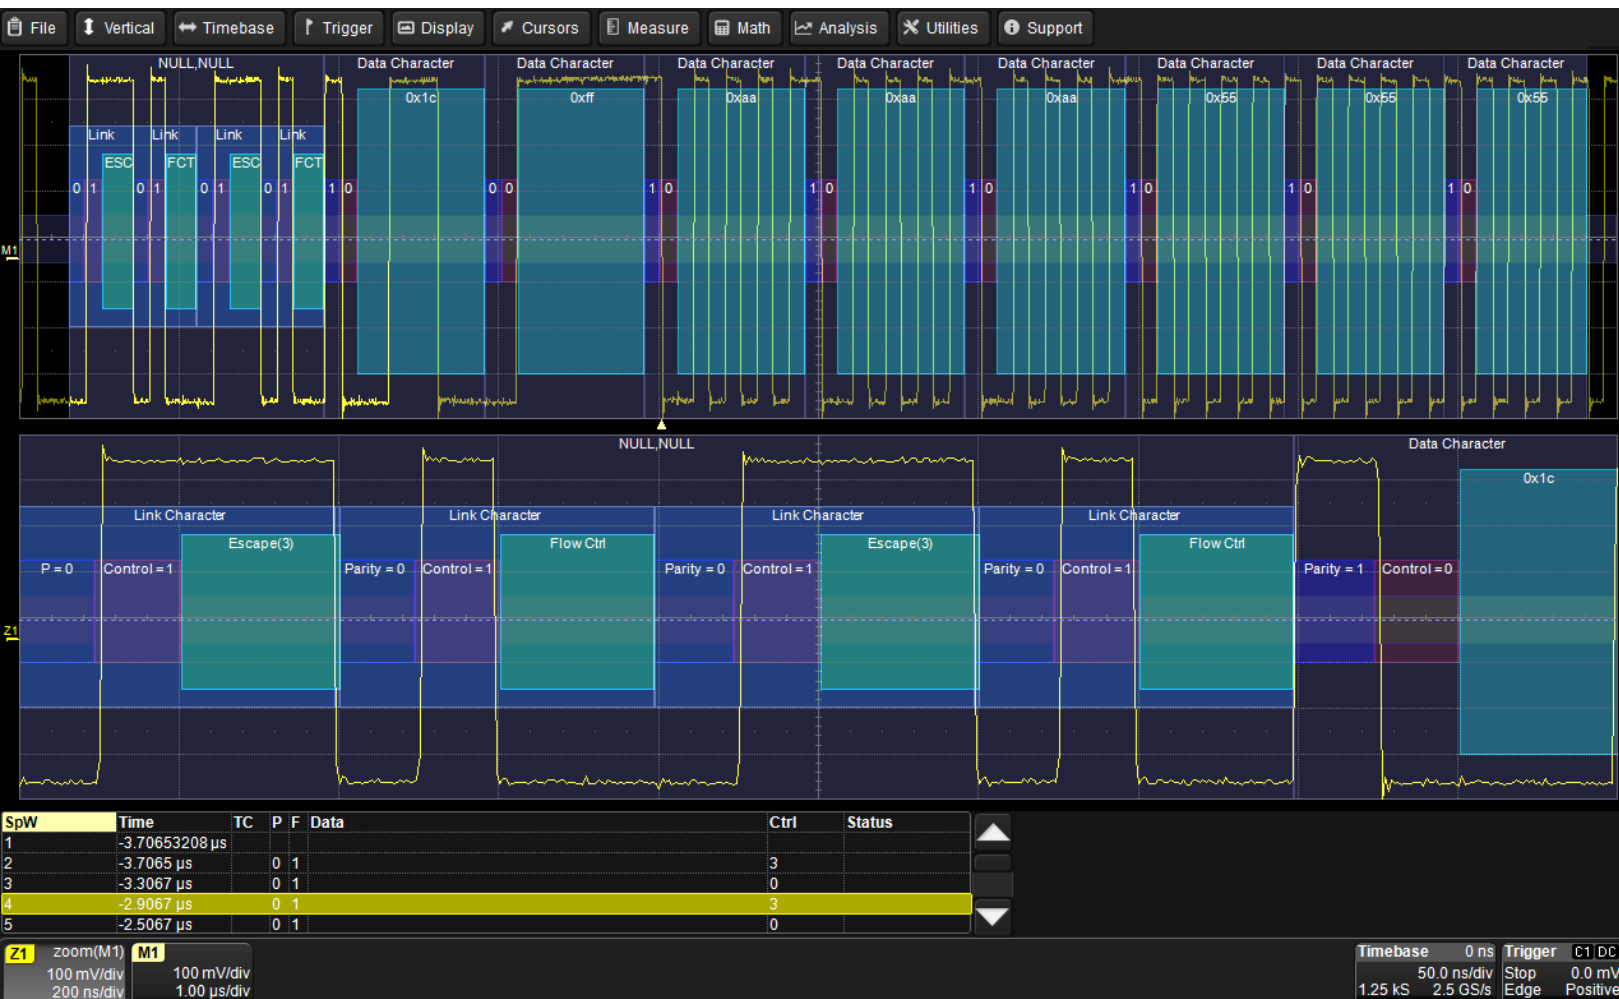 File Vertical Timebase Trigger Display Cursors Measure Math Analysis Utilities Support
NULL,NULL Data Character Data Character Data Character Data Character Data Character Data Character Data Character Data Character
0x1c 0xff 0xaa 0xaa 0xaa 0x55 0x55 0x55
Link Link Link Link
ESC FCT ESC FCT
0 1 0 1 0 1 0 1 1 0 0 0 1 0 1 0 1 0 1 0 1 0 1 0
M1
NULL,NULL Data Character
0x1c
Link Character Link Character Link Character Link Character
Escape(3) Flow Ctrl Escape(3) Flow Ctrl
P = 0 Control = 1 Parity = 0 Control = 1 Parity = 0 Control = 1 Parity = 0 Control = 1 Parity = 1 Control = 0
Z1
SpW Time TC P F Data Ctrl Status
1 -3.70653208 µs
2 -3.7065 µs 0 1 3
3 -3.3067 µs 0 1 0
4 -2.9067 µs 0 1 3
5 -2.5067 µs 0 1 0
Z1 zoom(M1) M1 Timebase 0 ns Trigger C1 DC
100 mV/div 100 mV/div 50.0 ns/div Stop 0.0 mV
200 ns/div 1.00 µs/div 1.25 kS 2.5 GS/s Edge Positive